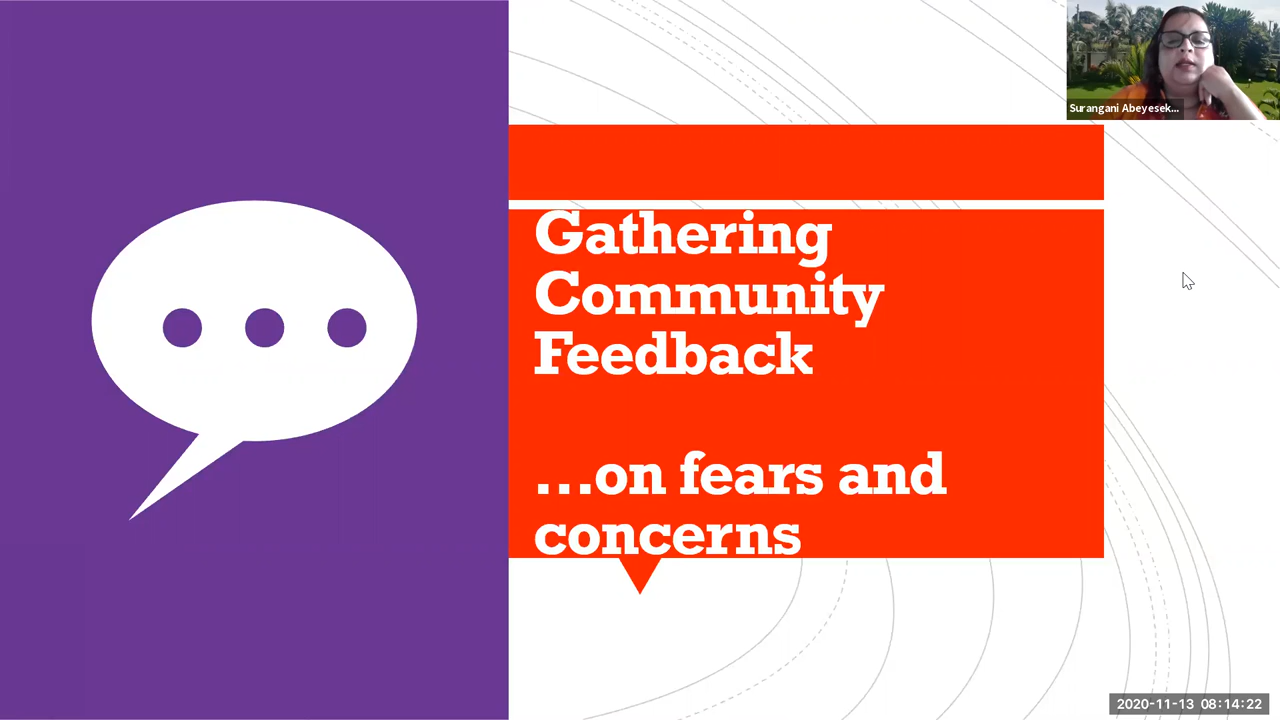 Surangani Abeyesek...
Gathering
Community
Feedback
...on fears and
concerns
2020-11-13 08:14:22